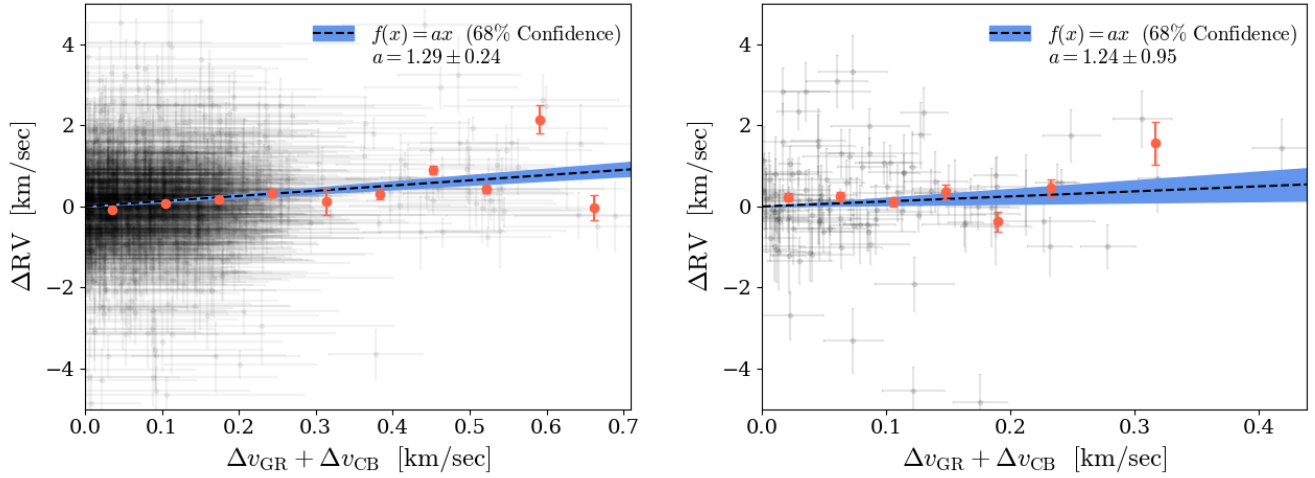 f(x) = ax (68% Confidence)
a = 1.29 ± 0.24
4
2
0
−2
−4
ΔRV [km/sec]
0.0 0.1 0.2 0.3 0.4 0.5 0.6 0.7
Δv_GR + Δv_CB [km/sec]
f(x) = ax (68% Confidence)
a = 1.24 ± 0.95
4
2
0
−2
−4
ΔRV [km/sec]
0.0 0.1 0.2 0.3 0.4
Δv_GR + Δv_CB [km/sec]